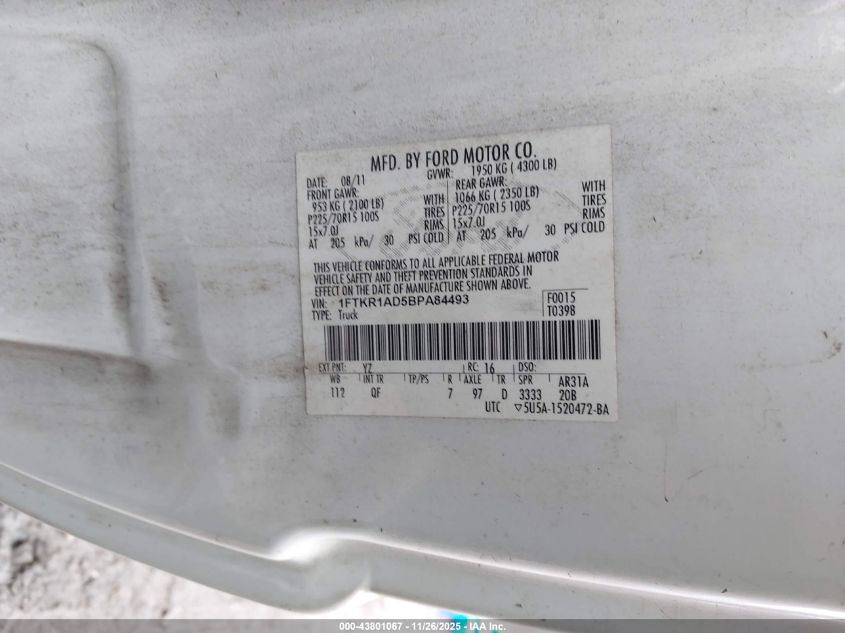 MFD. BY FORD MOTOR CO.
DATE: 08/11 GVWR: 1950 KG ( 4300 LB)
FRONT GAWR: REAR GAWR:
953 KG ( 2100 LB) WITH 1066 KG ( 2350 LB) WITH
P225/70R15 100S TIRES P225/70R15 100S TIRES
15x7.0J RIMS 15x7.0J RIMS
AT 205 kPa/ 30 PSI COLD AT 205 kPa/ 30 PSI COLD
THIS VEHICLE CONFORMS TO ALL APPLICABLE FEDERAL MOTOR
VEHICLE SAFETY AND THEFT PREVENTION STANDARDS IN
EFFECT ON THE DATE OF MANUFACTURE SHOWN ABOVE.
VIN: 1FTKR1AD5BPA84493 F0015
TYPE: Truck T0398
EXT PNT: YZ RC: 16 DSO:
WB INT TR TP/PS R AXLE TR SPR AR31A
112 QF 7 97 D 3333 20B
UTC ▽5U5A-1520472-BA
000-43801067 - 11/26/2025 - IAA Inc.